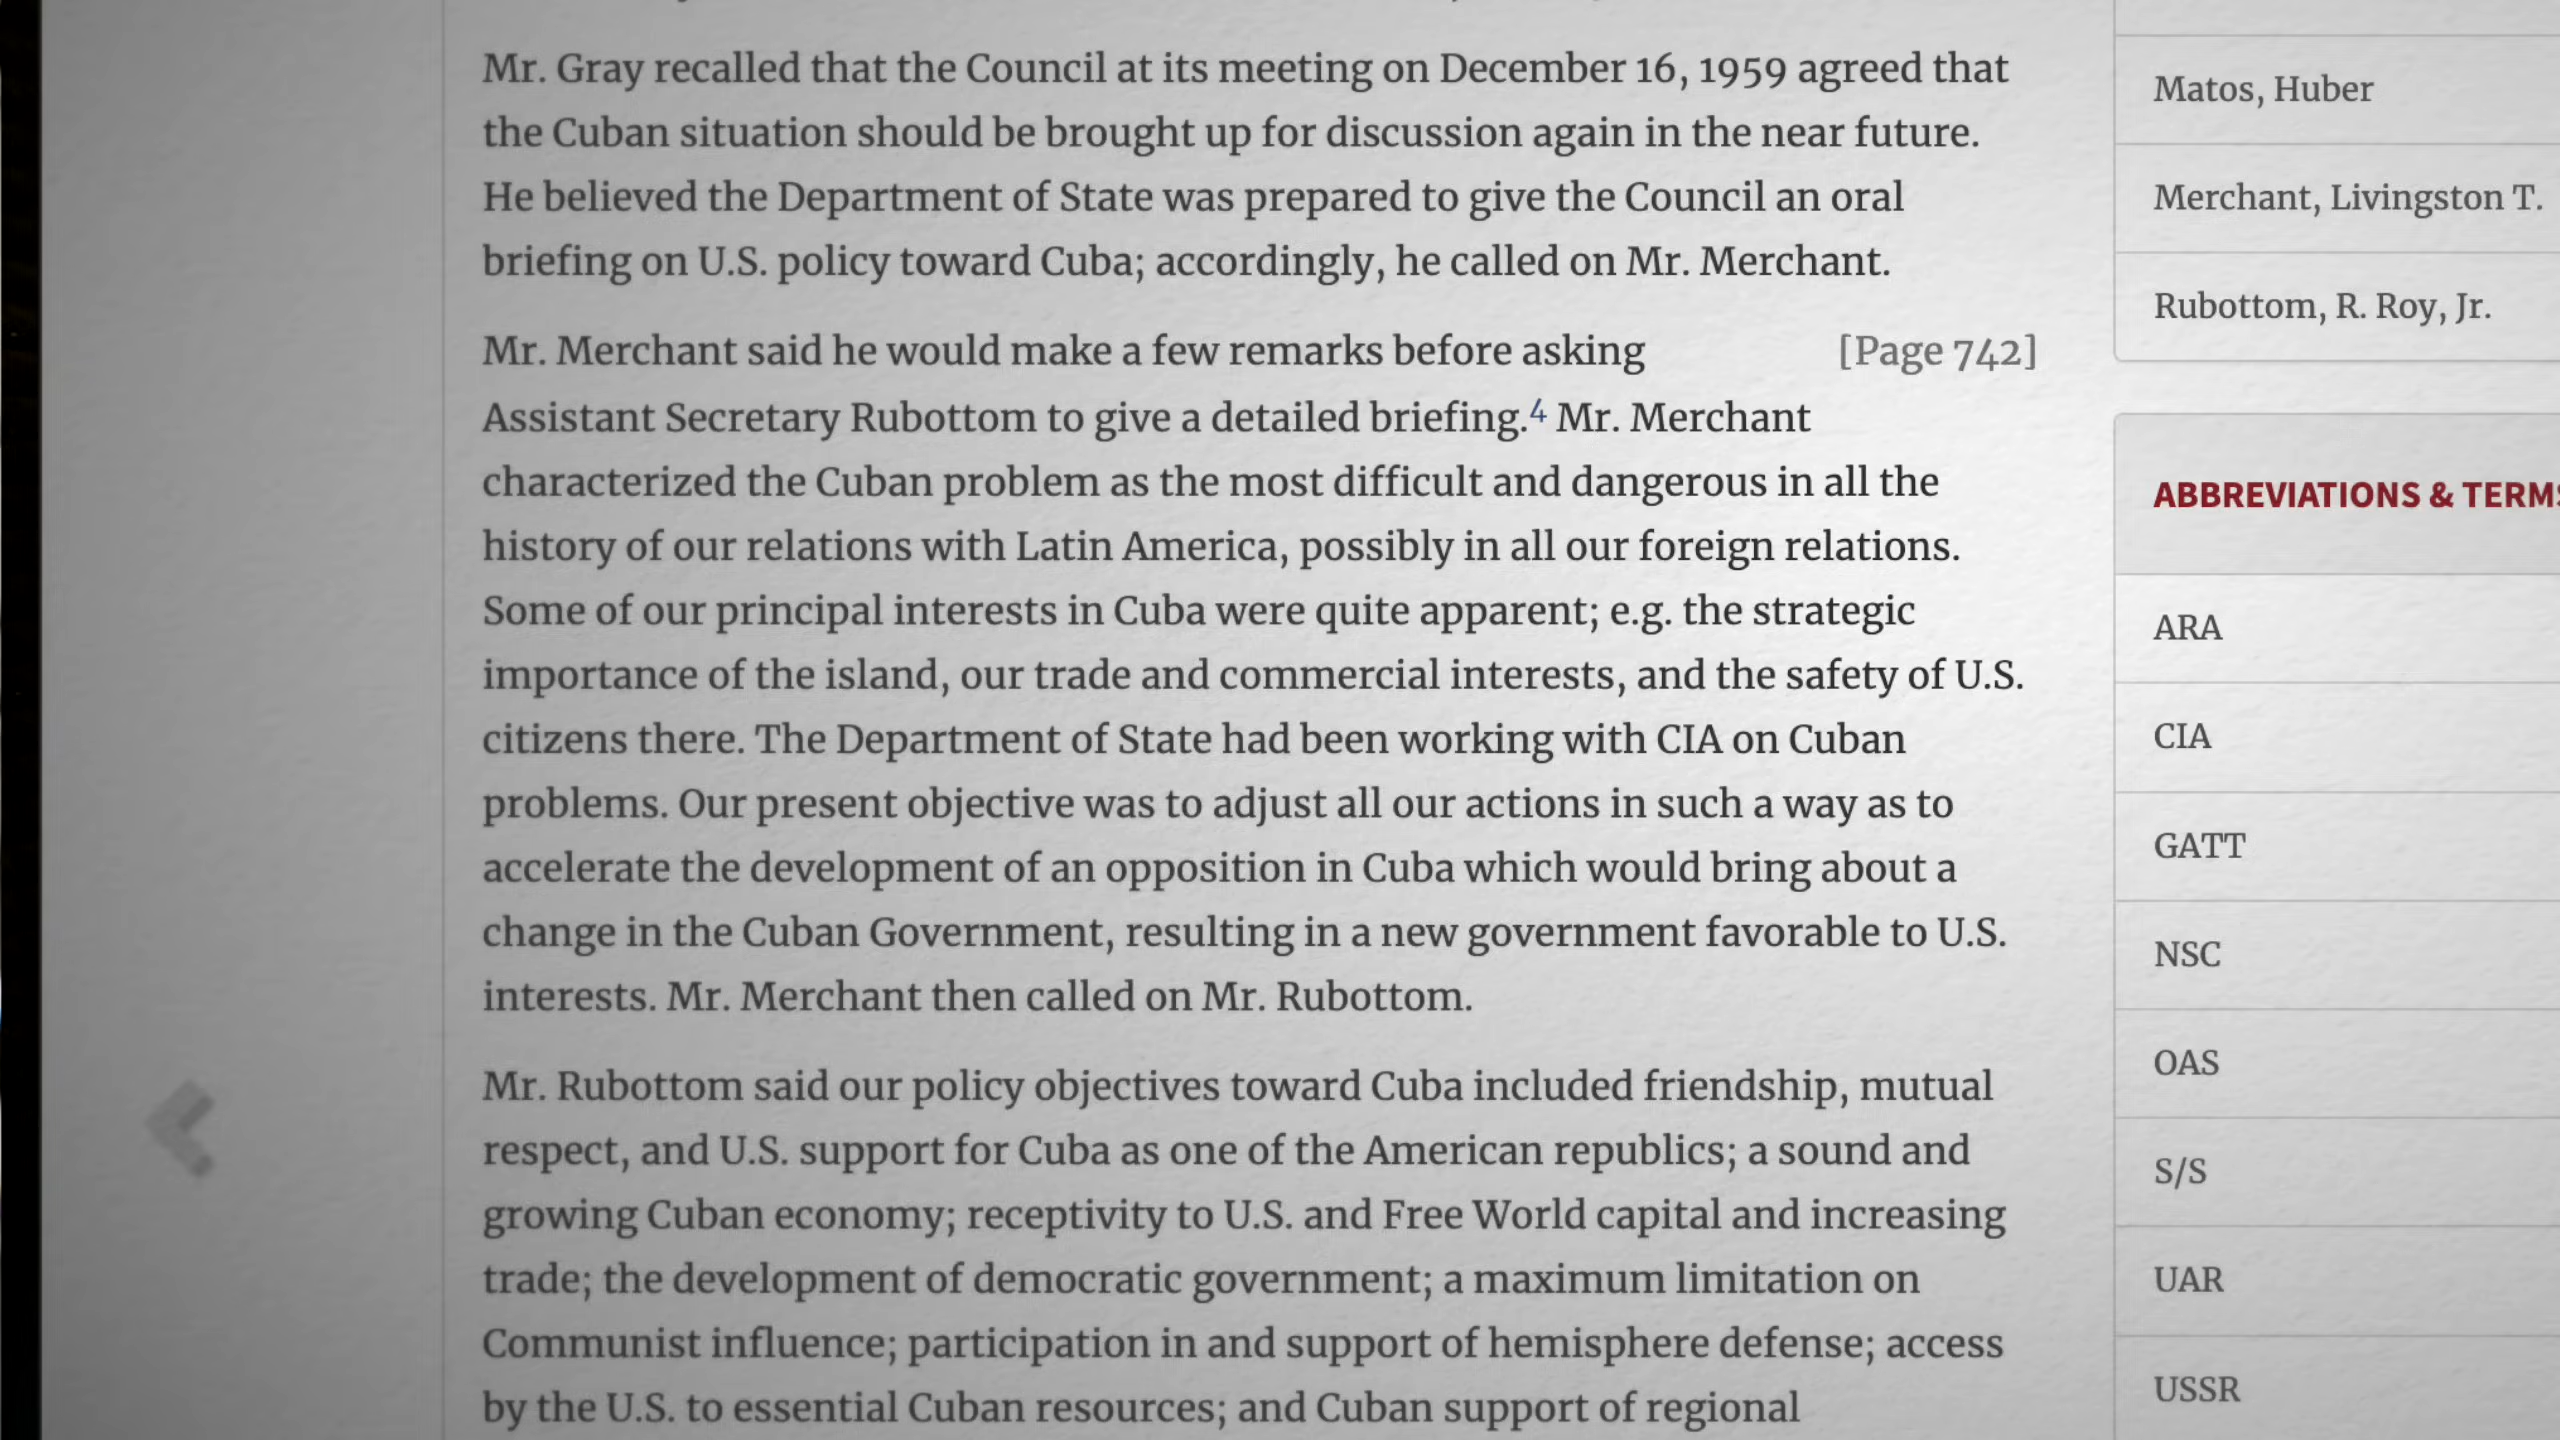 Mr. Gray recalled that the Council at its meeting on December 16, 1959 agreed that
the Cuban situation should be brought up for discussion again in the near future.
He believed the Department of State was prepared to give the Council an oral
briefing on U.S. policy toward Cuba; accordingly, he called on Mr. Merchant.
Mr. Merchant said he would make a few remarks before asking [Page 742]
Assistant Secretary Rubottom to give a detailed briefing.4 Mr. Merchant
characterized the Cuban problem as the most difficult and dangerous in all the
history of our relations with Latin America, possibly in all our foreign relations.
Some of our principal interests in Cuba were quite apparent; e.g. the strategic
importance of the island, our trade and commercial interests, and the safety of U.S.
citizens there. The Department of State had been working with CIA on Cuban
problems. Our present objective was to adjust all our actions in such a way as to
accelerate the development of an opposition in Cuba which would bring about a
change in the Cuban Government, resulting in a new government favorable to U.S.
interests. Mr. Merchant then called on Mr. Rubottom.
Mr. Rubottom said our policy objectives toward Cuba included friendship, mutual
respect, and U.S. support for Cuba as one of the American republics; a sound and
growing Cuban economy; receptivity to U.S. and Free World capital and increasing
trade; the development of democratic government; a maximum limitation on
Communist influence; participation in and support of hemisphere defense; access
by the U.S. to essential Cuban resources; and Cuban support of regional
Matos, Huber
Merchant, Livingston T.
Rubottom, R. Roy, Jr.
ABBREVIATIONS & TERMS
ARA
CIA
GATT
NSC
OAS
S/S
UAR
USSR